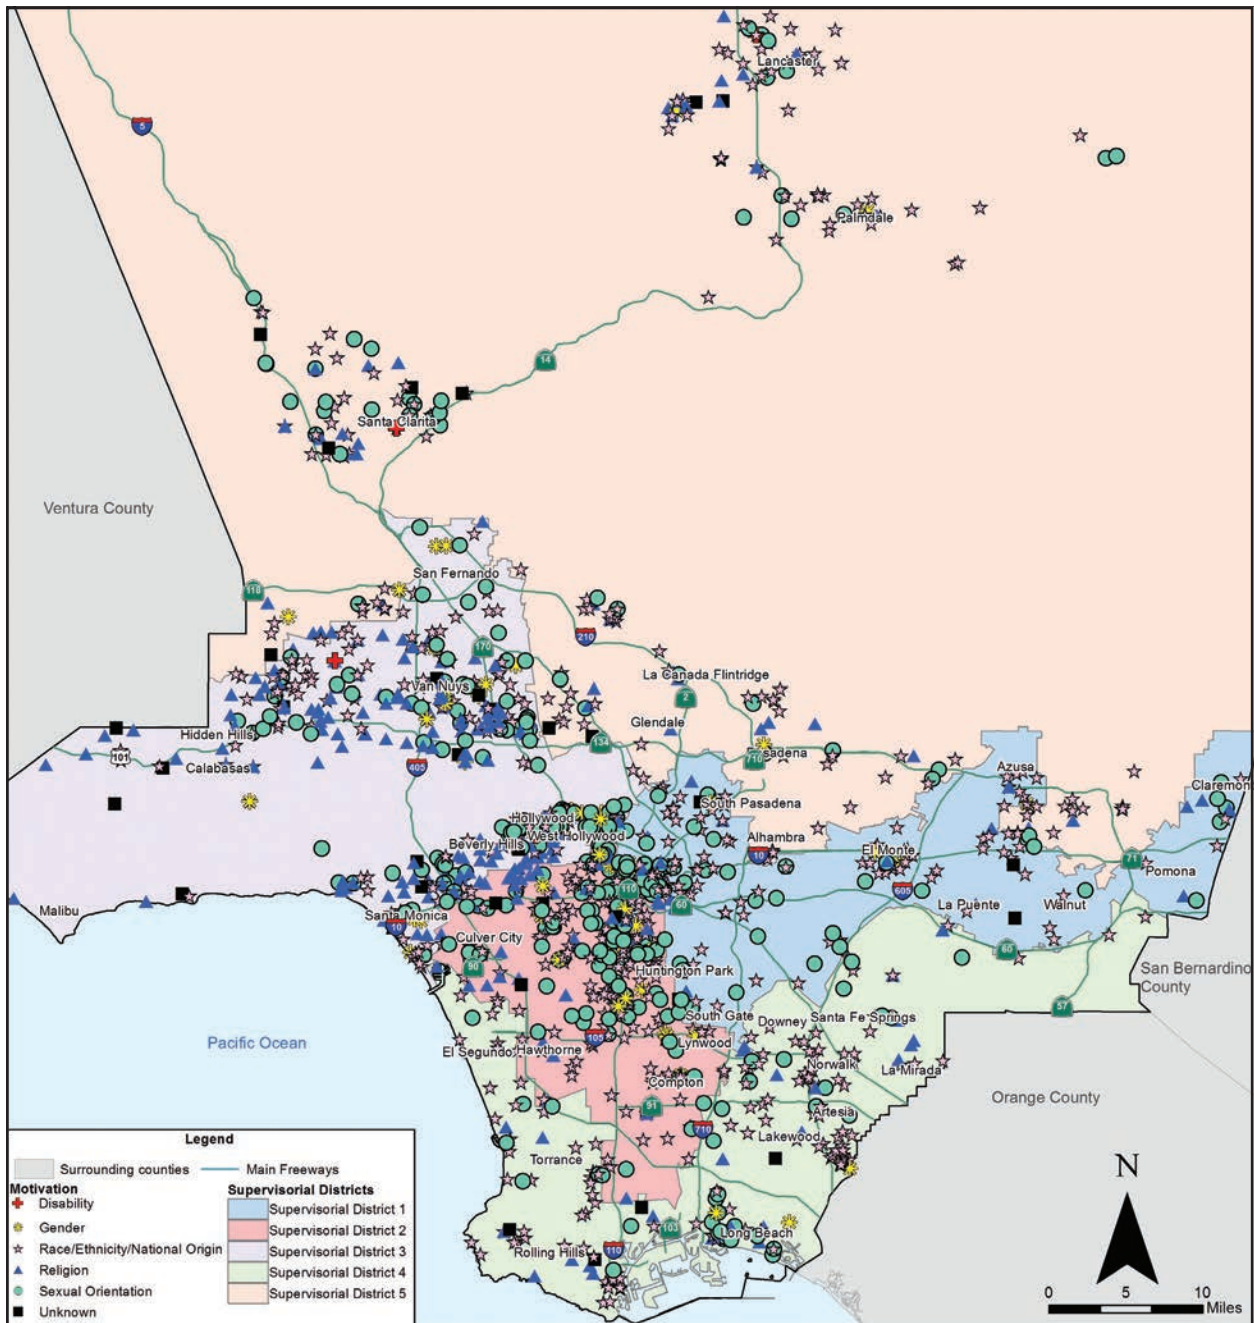 Lancaster
5
Palmdale
14
Santa Clarita
Ventura County
San Fernando
118
210
170
La Canada Flintridge
Van Nuys
2
Glendale
Hidden Hills
134
710
Pasadena
101
Calabasas
405
Azusa
Claremont
South Pasadena
Hollywood
West Hollywood
Alhambra
Beverly Hills
10
El Monte
71
Pomona
110
605
60
La Puente
Walnut
Malibu
Santa Monica
10
Culver City
60
90
Huntington Park
San Bernardino
County
57
South Gate
Downey
Santa Fe Springs
Pacific Ocean
105
Lynwood
El Segundo
Hawthorne
Norwalk
La Mirada
Compton
Orange County
91
Artesia
710
Lakewood
Torrance
N
103
Long Beach
Rolling Hills
110
Legend
Surrounding counties
Main Freeways
Motivation
Supervisorial Districts
Disability
Supervisorial District 1
Gender
Supervisorial District 2
Race/Ethnicity/National Origin
Supervisorial District 3
Religion
Supervisorial District 4
Sexual Orientation
Supervisorial District 5
Unknown
0 5 10
Miles